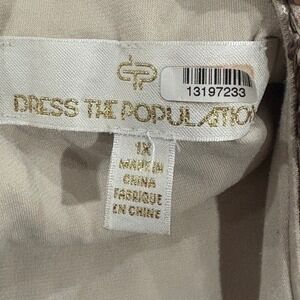 13197233
DRESS THE POPULATION
1X
MADE IN
CHINA
FABRIQUE
EN CHINE